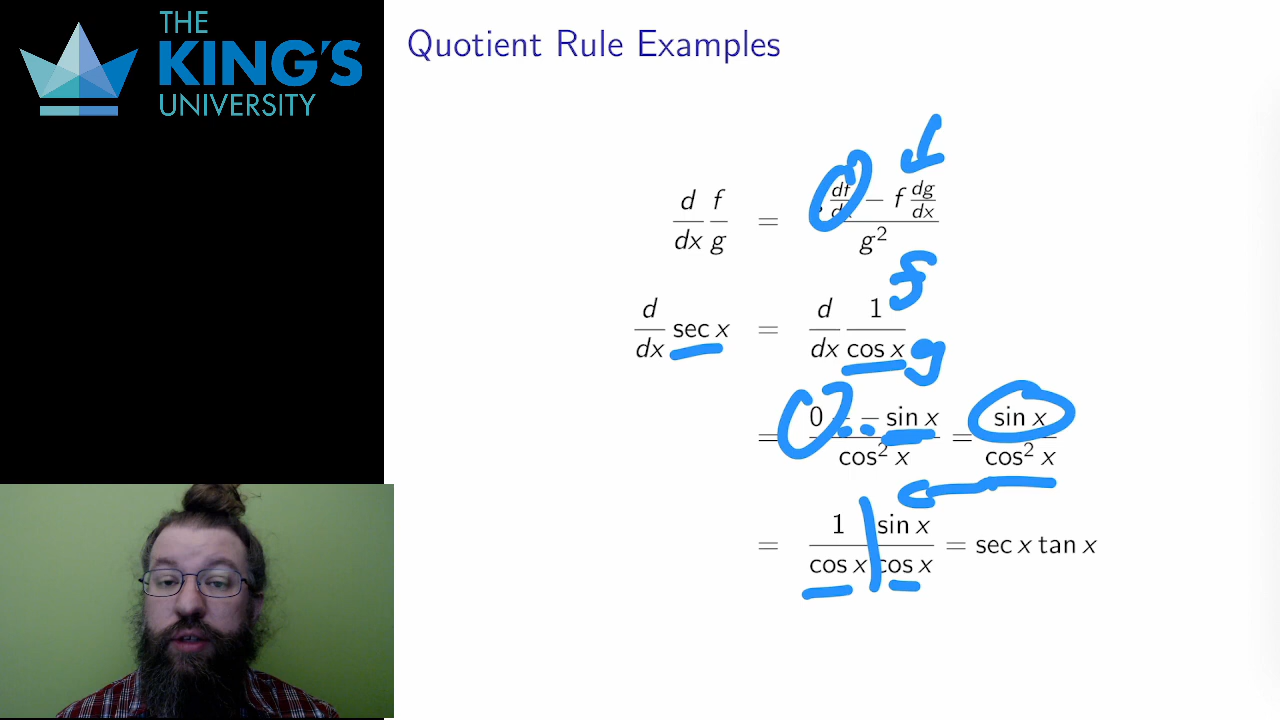 THE
KING'S
UNIVERSITY
Quotient Rule Examples
d/dx f/g = df/dx − f dg/dx / g²
f
d/dx sec x = d/dx 1/cos x
g
= 0 − − sin x / cos² x = sin x / cos² x
= 1/cos x sin x/cos x = sec x tan x